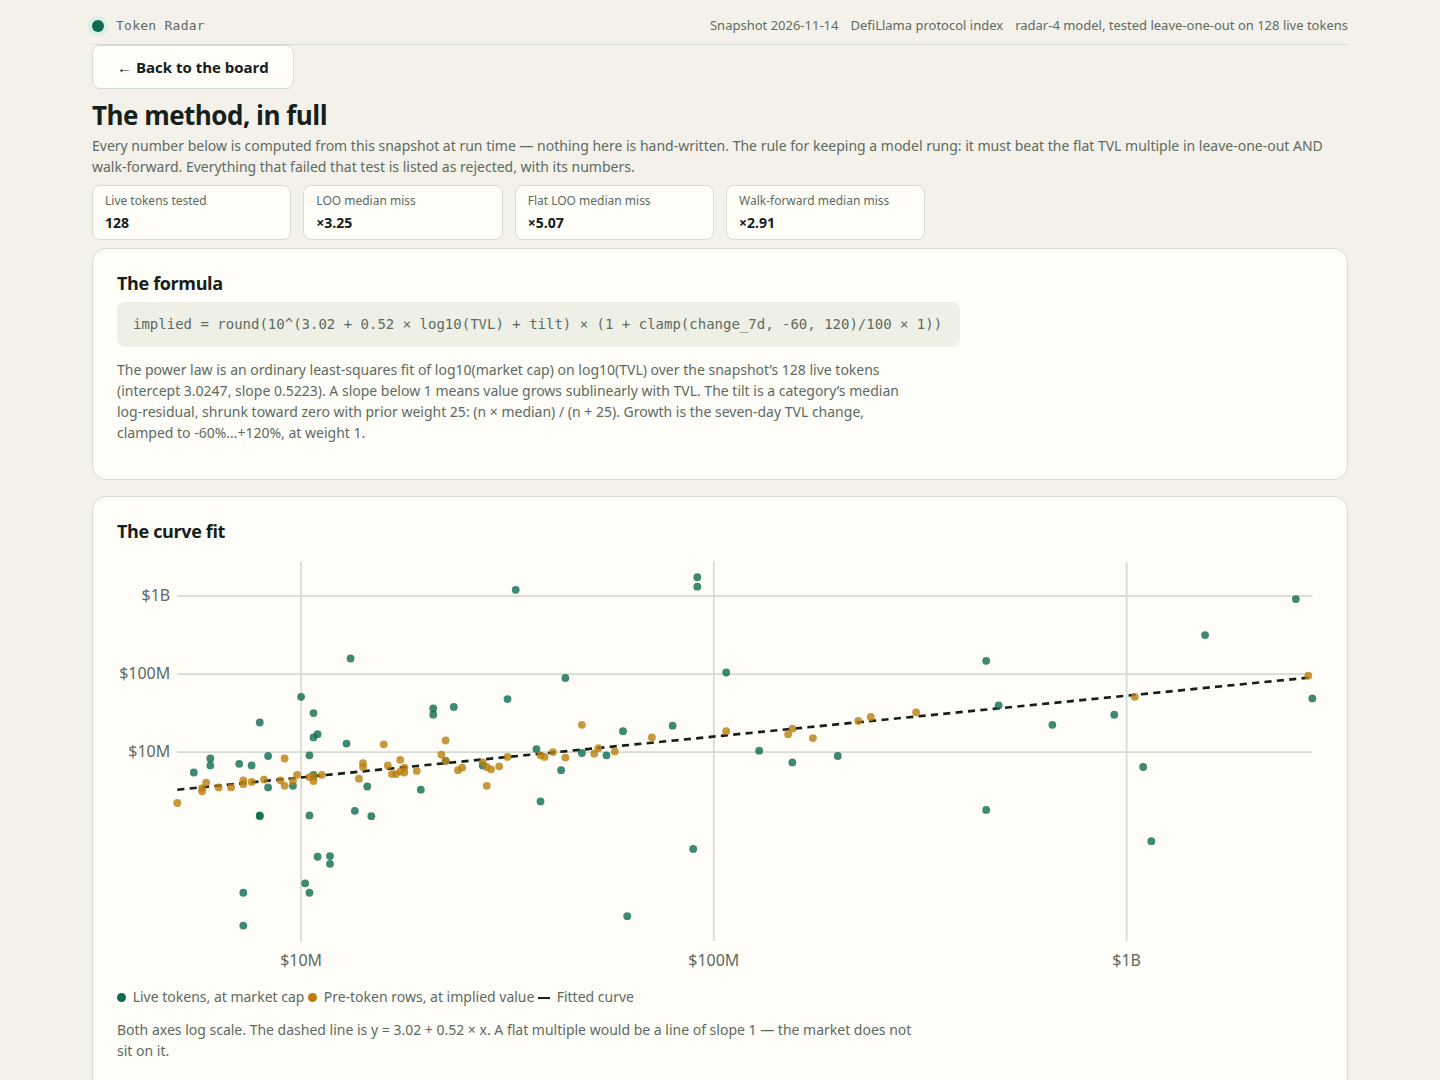 Token Radar
Snapshot 2026-11-14 DefiLlama protocol index radar-4 model, tested leave-one-out on 128 live tokens
← Back to the board
The method, in full
Every number below is computed from this snapshot at run time — nothing here is hand-written. The rule for keeping a model rung: it must beat the flat TVL multiple in leave-one-out AND
walk-forward. Everything that failed that test is listed as rejected, with its numbers.
Live tokens tested
128
LOO median miss
×3.25
Flat LOO median miss
×5.07
Walk-forward median miss
×2.91
The formula
implied = round(10^(3.02 + 0.52 × log10(TVL) + tilt) × (1 + clamp(change_7d, -60, 120)/100 × 1))
The power law is an ordinary least-squares fit of log10(market cap) on log10(TVL) over the snapshot’s 128 live tokens
(intercept 3.0247, slope 0.5223). A slope below 1 means value grows sublinearly with TVL. The tilt is a category’s median
log-residual, shrunk toward zero with prior weight 25: (n × median) / (n + 25). Growth is the seven-day TVL change,
clamped to -60%…+120%, at weight 1.
The curve fit
$1B
$100M
$10M
$10M
$100M
$1B
Live tokens, at market cap
Pre-token rows, at implied value
Fitted curve
Both axes log scale. The dashed line is y = 3.02 + 0.52 × x. A flat multiple would be a line of slope 1 — the market does not
sit on it.